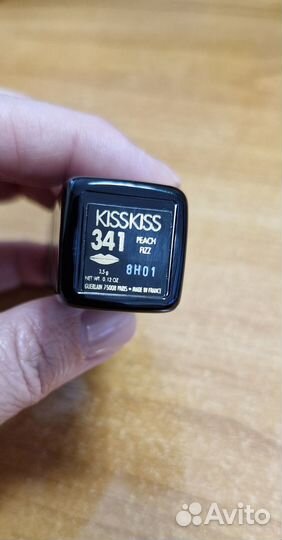 KISSKISS
341 PEACH FIZZ
3,5 g
8H01
NET WT. 0.12 OZ
GUERLAIN 75008 PARIS • MADE IN FRANCE
Avito